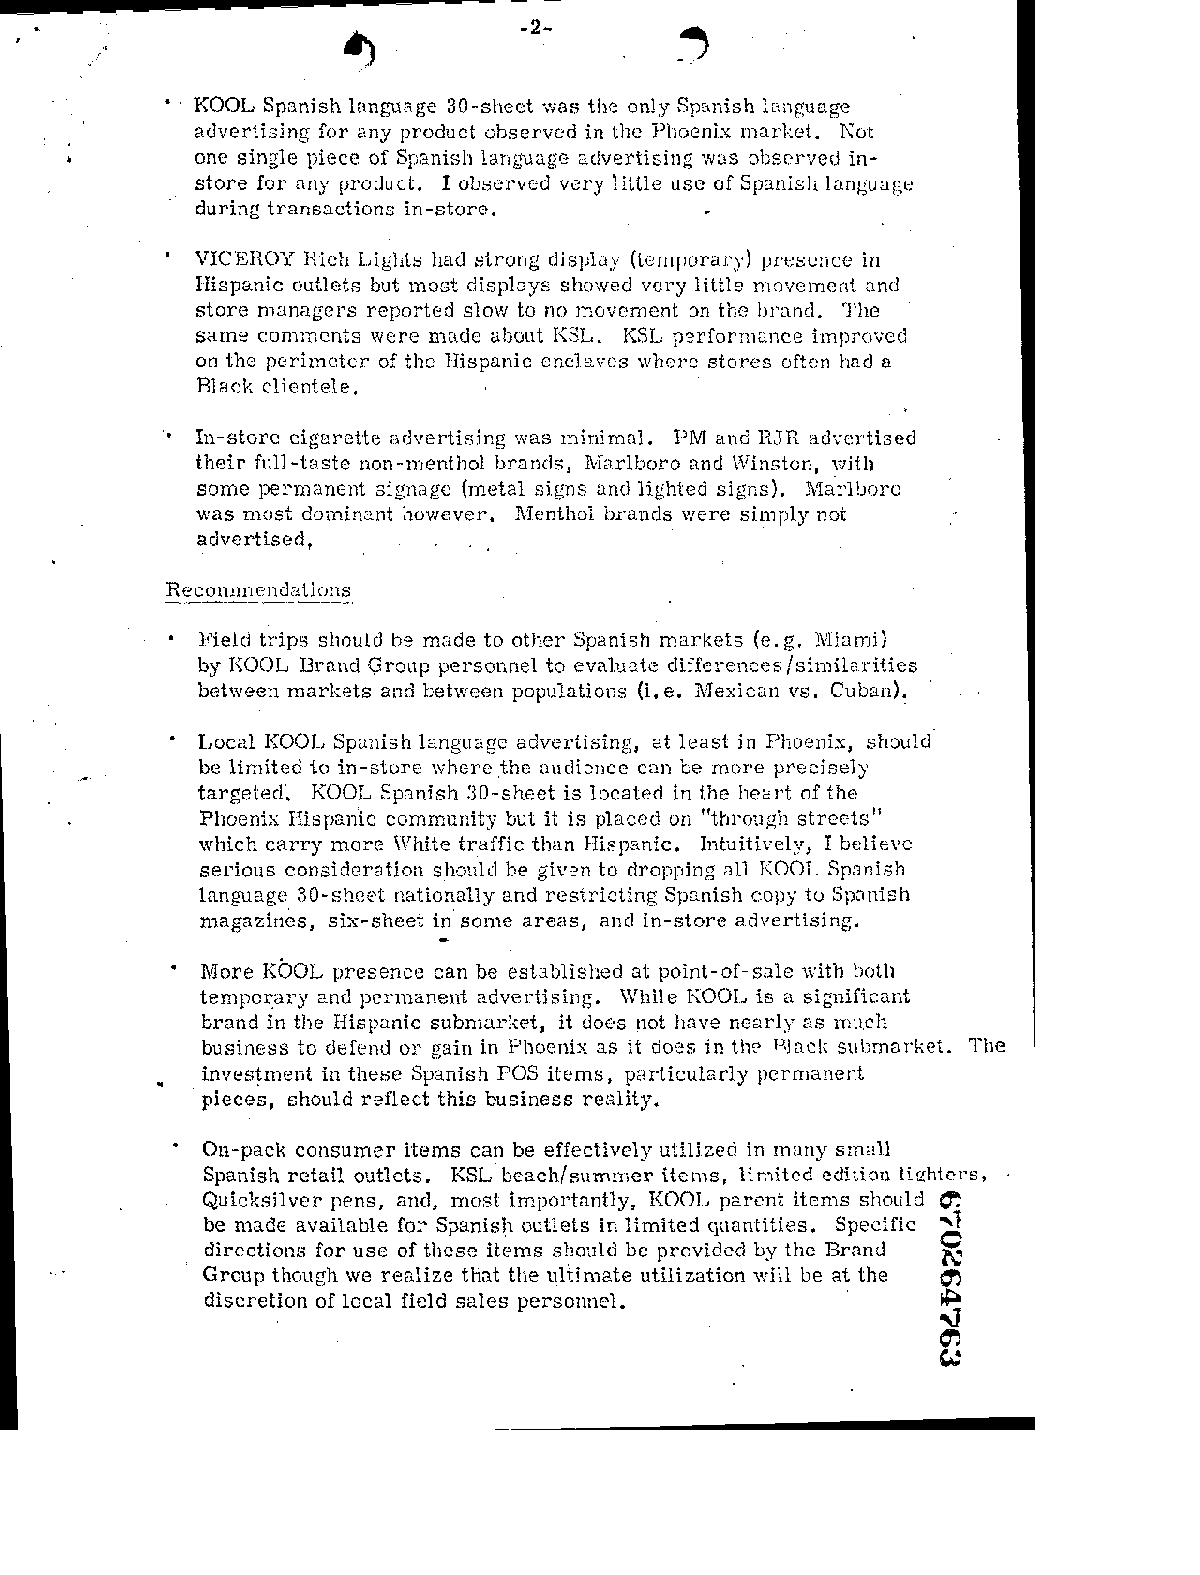 -2-
• KOOL Spanish language 30-sheet was the only Spanish language
advertising for any product observed in the Phoenix market. Not
one single piece of Spanish language advertising was observed in-
store for any product. I observed very little use of Spanish language
during transactions in-store.
• VICEROY Rich Lights had strong display (temporary) presence in
Hispanic outlets but most displays showed very little movement and
store managers reported slow to no movement on the brand. The
same comments were made about KSL. KSL performance improved
on the perimeter of the Hispanic enclaves where stores often had a
Black clientele.
• In-store cigarette advertising was minimal. PM and RJR advertised
their full-taste non-menthol brands, Marlboro and Winston, with
some permanent signage (metal signs and lighted signs). Marlboro
was most dominant however. Menthol brands were simply not
advertised.
Recommendations
• Field trips should be made to other Spanish markets (e.g. Miami)
by KOOL Brand Group personnel to evaluate differences/similarities
between markets and between populations (i.e. Mexican vs. Cuban).
• Local KOOL Spanish language advertising, at least in Phoenix, should
be limited to in-store where the audience can be more precisely
targeted. KOOL Spanish 30-sheet is located in the heart of the
Phoenix Hispanic community but it is placed on "through streets"
which carry more White traffic than Hispanic. Intuitively, I believe
serious consideration should be given to dropping all KOOL Spanish
language 30-sheet nationally and restricting Spanish copy to Spanish
magazines, six-sheet in some areas, and in-store advertising.
• More KOOL presence can be established at point-of-sale with both
temporary and permanent advertising. While KOOL is a significant
brand in the Hispanic submarket, it does not have nearly as much
business to defend or gain in Phoenix as it does in the Black submarket. The
investment in these Spanish POS items, particularly permanent
pieces, should reflect this business reality.
• On-pack consumer items can be effectively utilized in many small
Spanish retail outlets. KSL beach/summer items, limited edition lighters,
Quicksilver pens, and, most importantly, KOOL parent items should
be made available for Spanish outlets in limited quantities. Specific
directions for use of these items should be provided by the Brand
Group though we realize that the ultimate utilization will be at the
discretion of local field sales personnel.
670264763